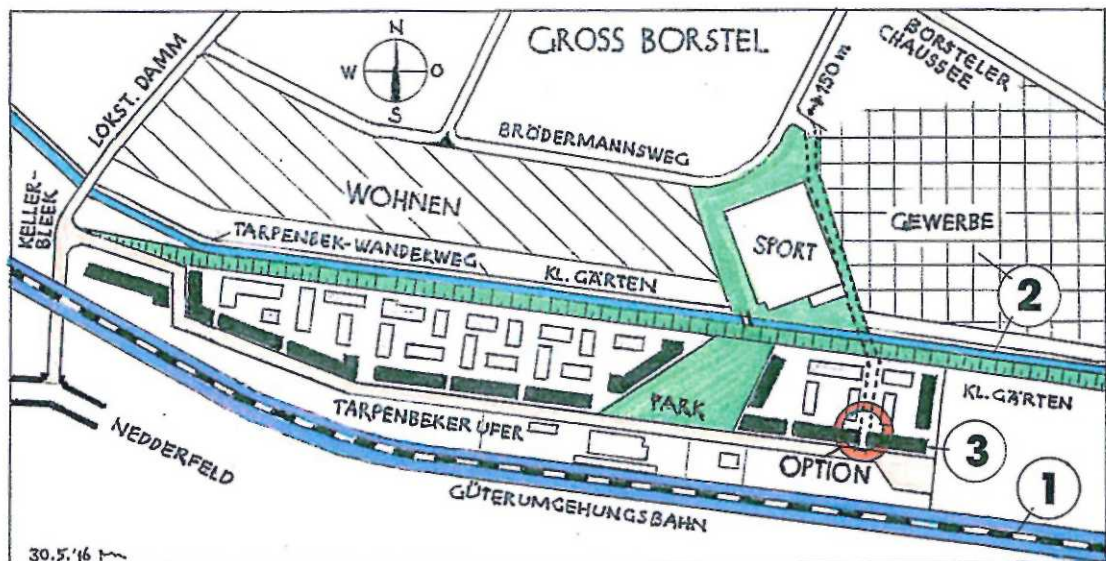 GROSS BORSTEL
BORSTELER
CHAUSSEE
LOKST. DAMM
N
W O
S
150 m
BRÖDERMANNSWEG
WOHNEN
GEWERBE
KELLER-
BLEEK
TARPENBEK-WANDERWEG
SPORT
KL. GÄRTEN
2
KL. GÄRTEN
PARK
TARPENBEKER UFER
NEDDERFELD
OPTION
3
1
GÜTERUMGEHUNGSBAHN
30.5.'16